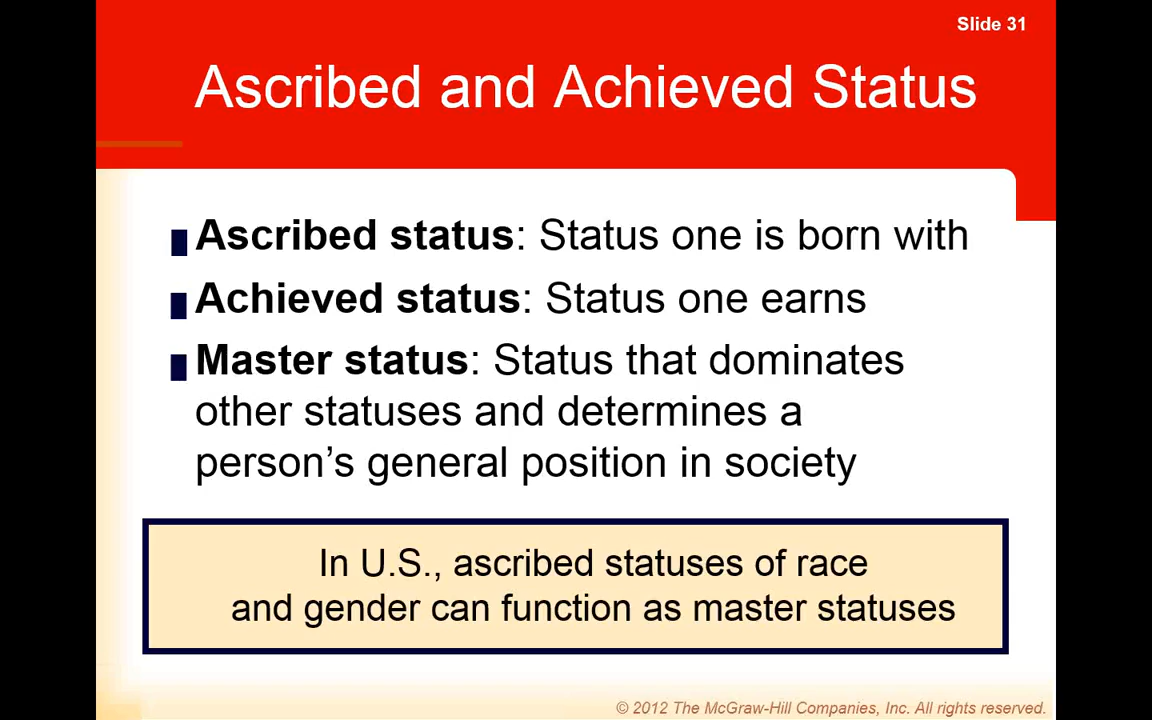 Slide 31
Ascribed and Achieved Status
Ascribed status: Status one is born with
Achieved status: Status one earns
Master status: Status that dominates
other statuses and determines a
person’s general position in society
In U.S., ascribed statuses of race
and gender can function as master statuses
© 2012 The McGraw-Hill Companies, Inc. All rights reserved.